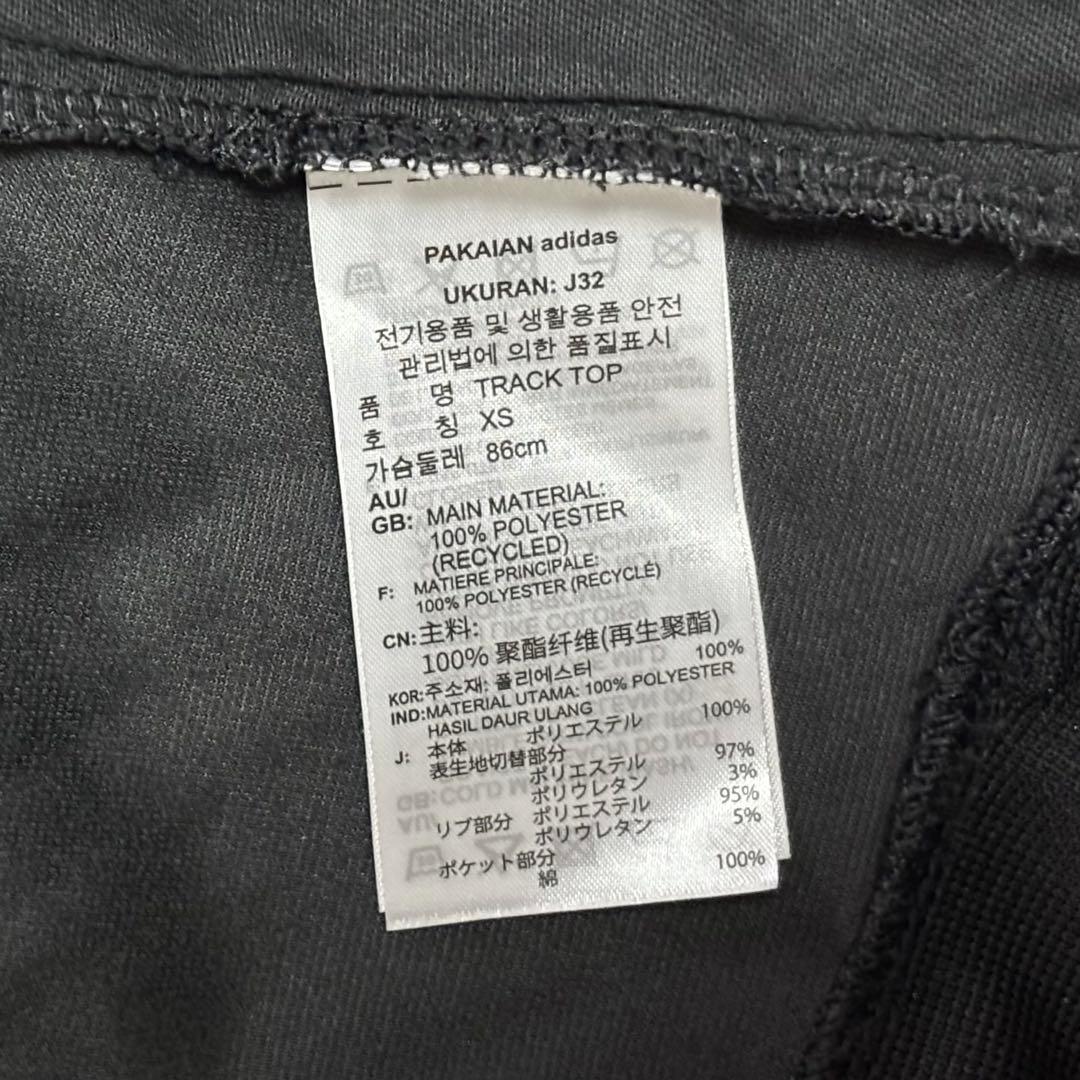 PAKAIAN adidas
UKURAN: J32
전기용품 및 생활용품 안전
관리법에 의한 품질표시
품 명 TRACK TOP
호 칭 XS
가슴둘레 86cm
AU/
GB: MAIN MATERIAL:
100% POLYESTER
(RECYCLED)
F: MATIERE PRINCIPALE:
100% POLYESTER (RECYCLÉ)
CN: 主料:
100% 聚酯纤维(再生聚酯)
KOR: 주소재: 폴리에스터 100%
IND: MATERIAL UTAMA: 100% POLYESTER
HASIL DAUR ULANG
J: 本体 ポリエステル 100%
表生地切替部分
ポリエステル 97%
ポリウレタン 3%
リブ部分 ポリエステル 95%
ポリウレタン 5%
ポケット部分
綿 100%